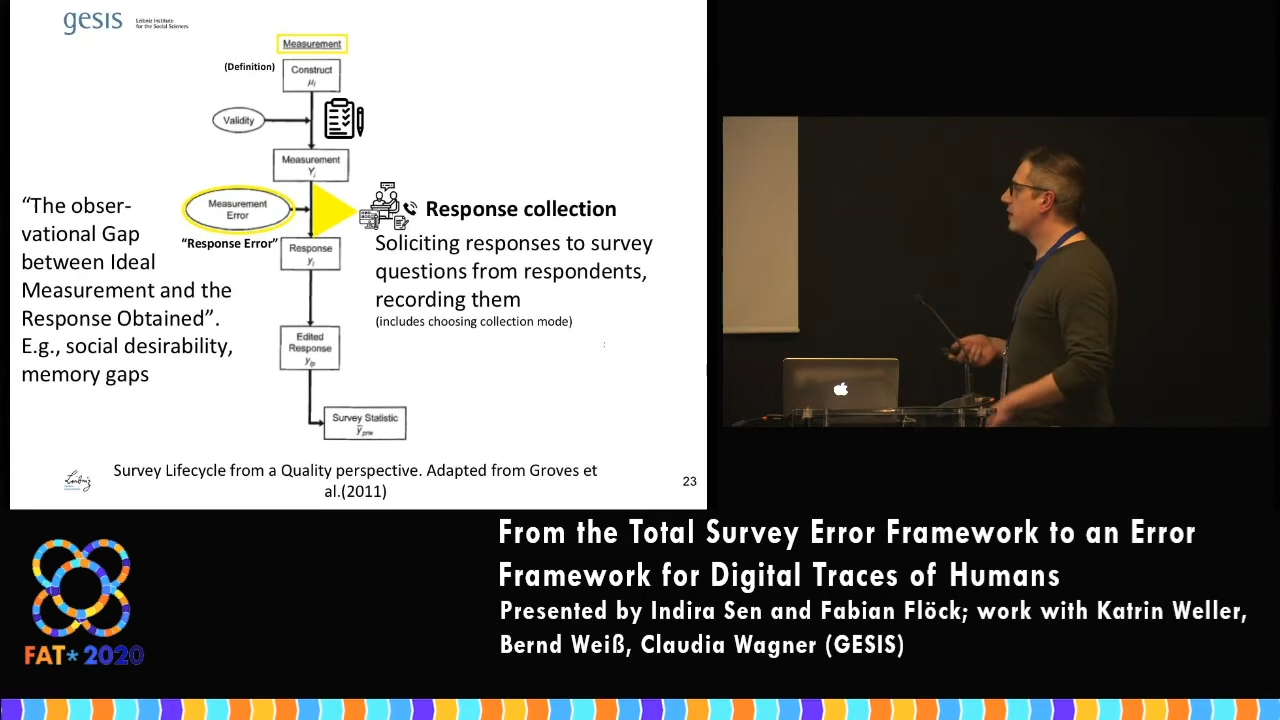 gesis
Leibniz Institute
for the Social Sciences
Measurement
(Definition)
Construct
μi
Validity
Measurement
Yi
Measurement
Error
"Response Error"
Response
yi
Edited
Response
yip
Survey Statistic
“The obser-
vational Gap
between Ideal
Measurement and the
Response Obtained”.
E.g., social desirability,
memory gaps
Response collection
Soliciting responses to survey
questions from respondents,
recording them
(includes choosing collection mode)
:
Survey Lifecycle from a Quality perspective. Adapted from Groves et
al.(2011)
23
From the Total Survey Error Framework to an Error
Framework for Digital Traces of Humans
Presented by Indira Sen and Fabian Flöck; work with Katrin Weller,
Bernd Weiß, Claudia Wagner (GESIS)
FAT* 2020